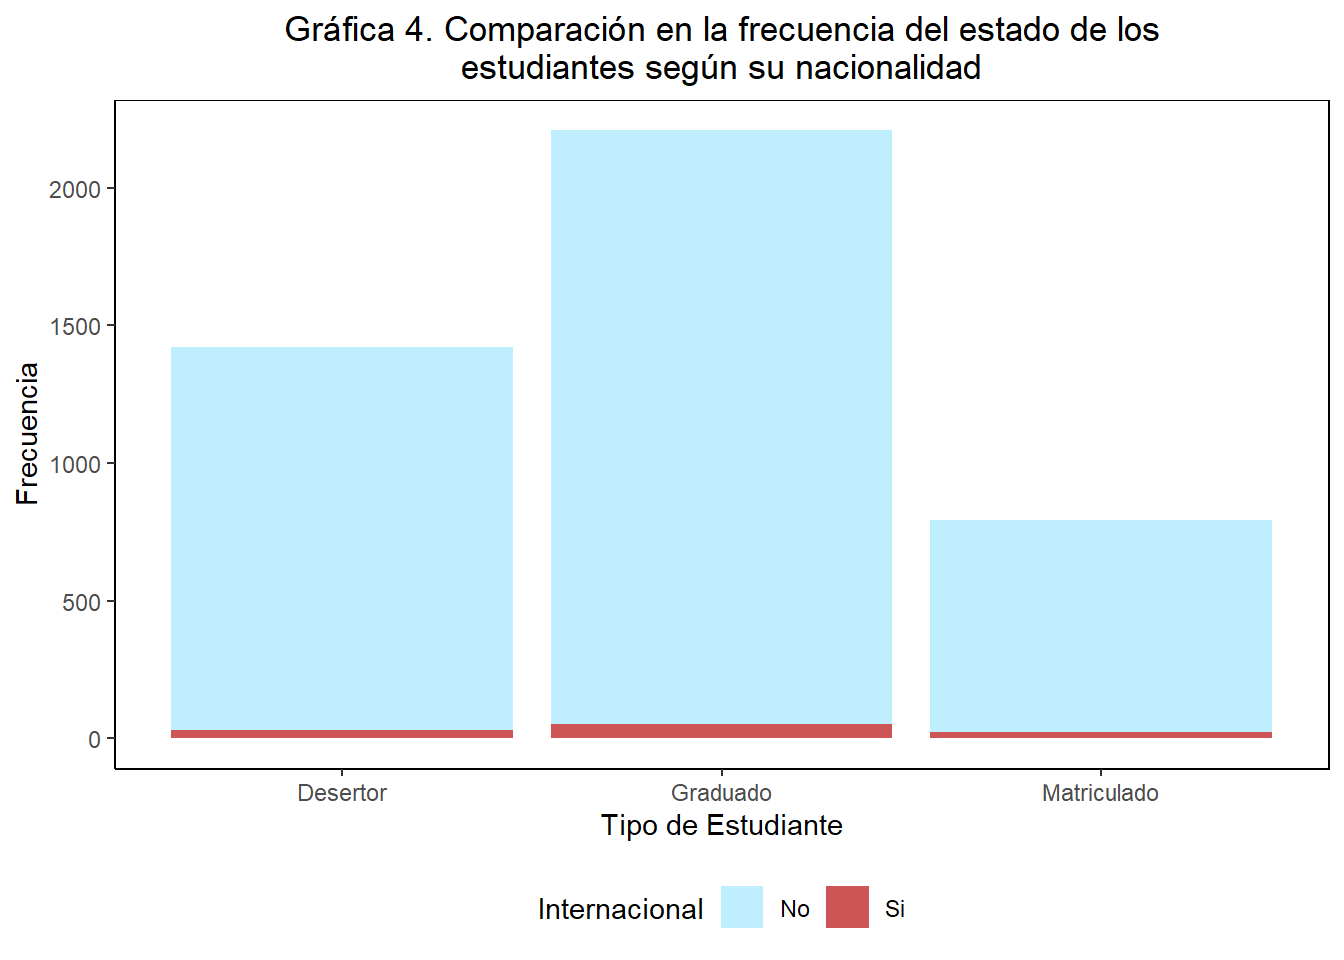 Gráfica 4. Comparación en la frecuencia del estado de los
estudiantes según su nacionalidad
Frecuencia
2000
1500
1000
500
0
Desertor
Graduado
Matriculado
Tipo de Estudiante
Internacional
No
Si